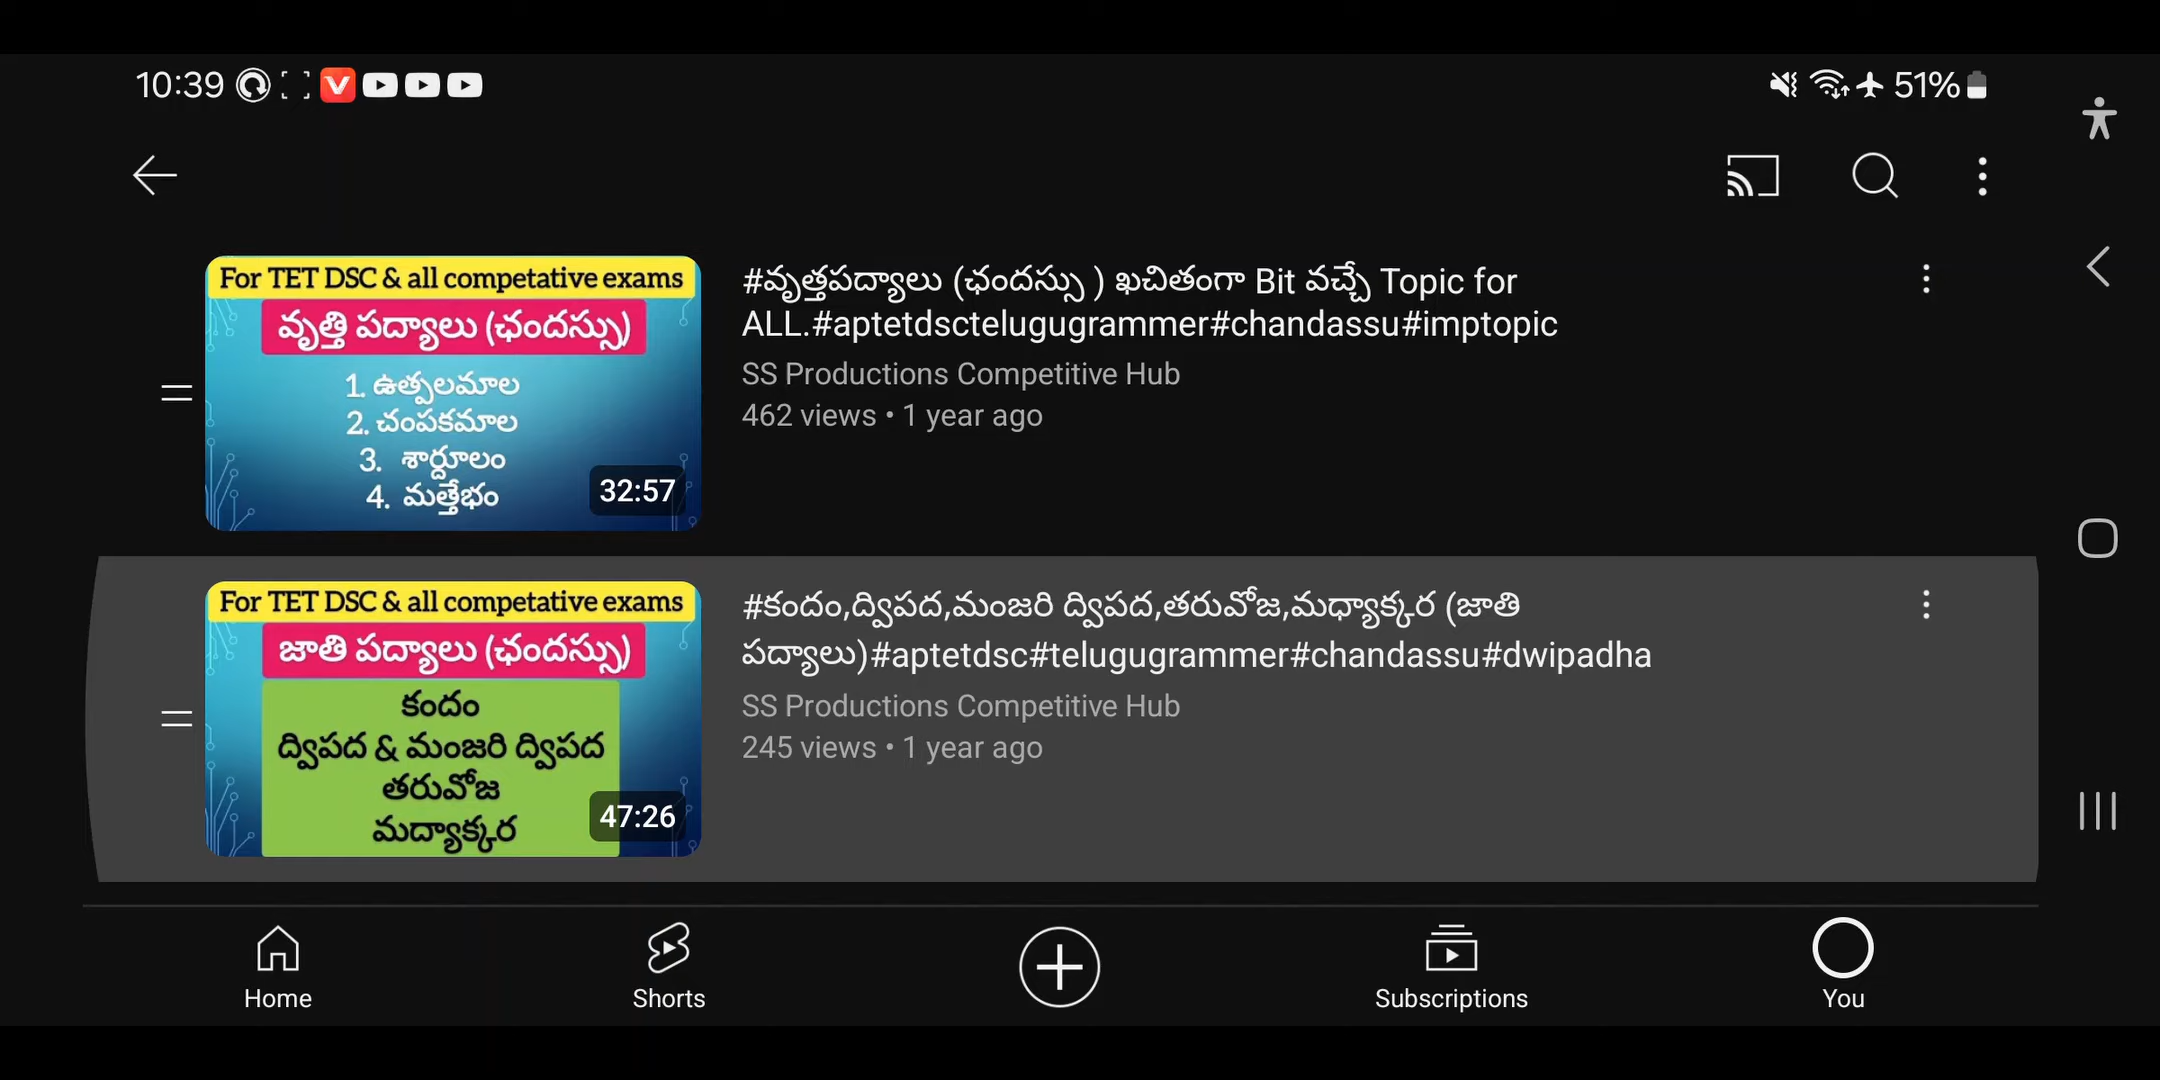 10:39
51%
For TET DSC & all competative exams
వృత్తి పద్యాలు (ఛందస్సు)
1. ఉత్పలమాల
2. చంపకమాల
3. శార్దూలం
4. మత్తేభం
32:57
#వృత్తపద్యాలు (ఛందస్సు ) ఖచితంగా Bit వచ్చే Topic for
ALL.#aptetdsctelugugrammer#chandassu#imptopic
SS Productions Competitive Hub
462 views • 1 year ago
For TET DSC & all competative exams
జాతి పద్యాలు (ఛందస్సు)
కందం
ద్విపద & మంజరి ద్విపద
తరువోజ
మద్యాక్కర
47:26
#కందం,ద్విపద,మంజరి ద్విపద,తరువోజ,మధ్యాక్కర (జాతి
పద్యాలు)#aptetdsc#telugugrammer#chandassu#dwipadha
SS Productions Competitive Hub
245 views • 1 year ago
Home
Shorts
Subscriptions
You